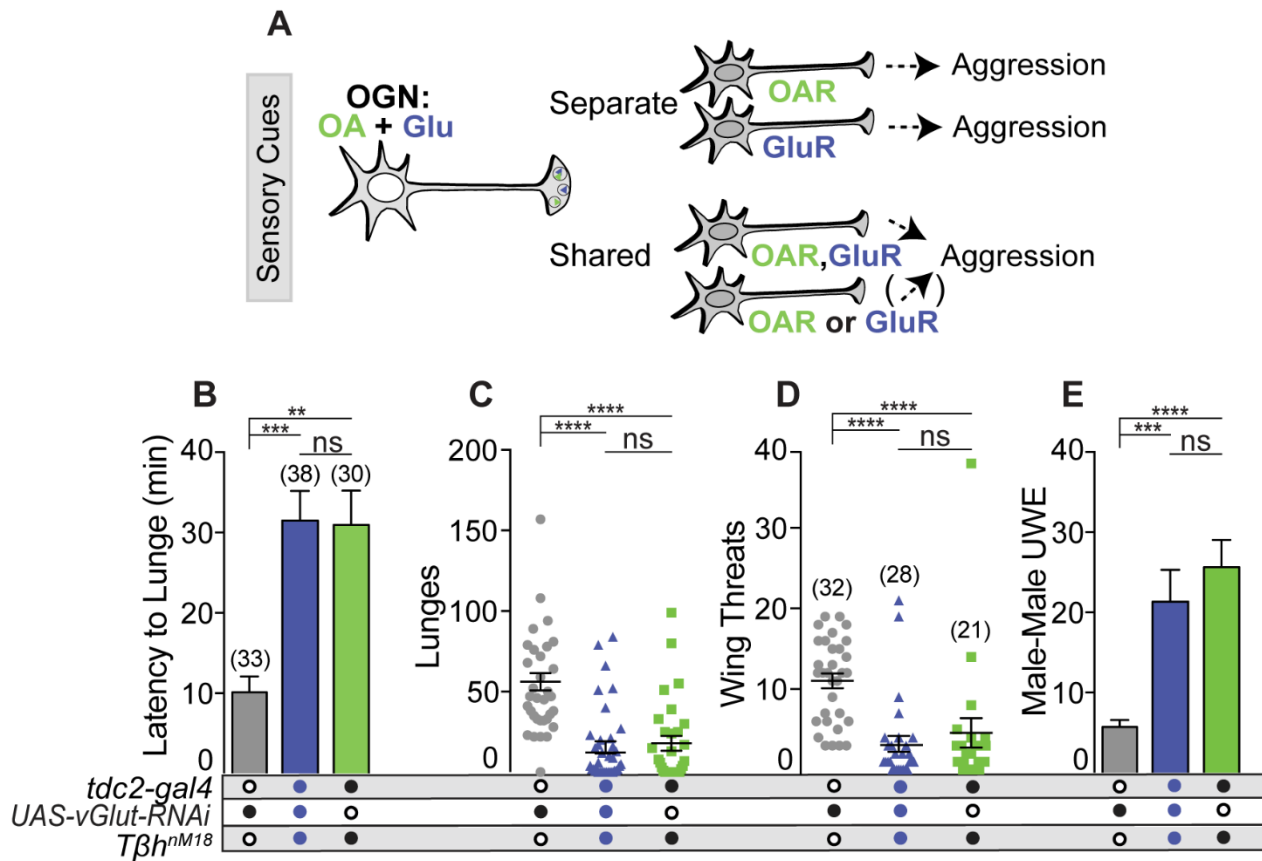 A
Sensory Cues
OGN:
OA + Glu
Separate
OAR
Aggression
GluR
Aggression
Shared
OAR,GluR
Aggression
( )
OAR or GluR
B
**
***
ns
Latency to Lunge (min)
40
30
20
10
0
(33)
(38)
(30)
C
****
****
ns
Lunges
200
150
100
50
0
D
****
****
ns
Wing Threats
40
30
20
10
0
(32)
(28)
(21)
E
****
***
ns
Male-Male UWE
40
30
20
10
0
tdc2-gal4
UAS-vGlut-RNAi
Tβh^nM18